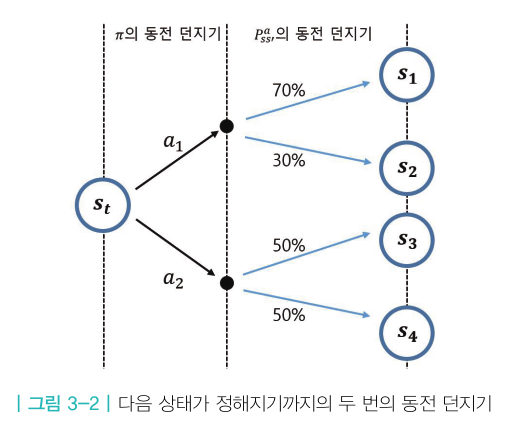 π의 동전 던지기
P^a_{ss'}의 동전 던지기
s_1
70%
a_1
30%
s_2
s_t
s_3
50%
a_2
50%
s_4
| 그림 3-2 | 다음 상태가 정해지기까지의 두 번의 동전 던지기